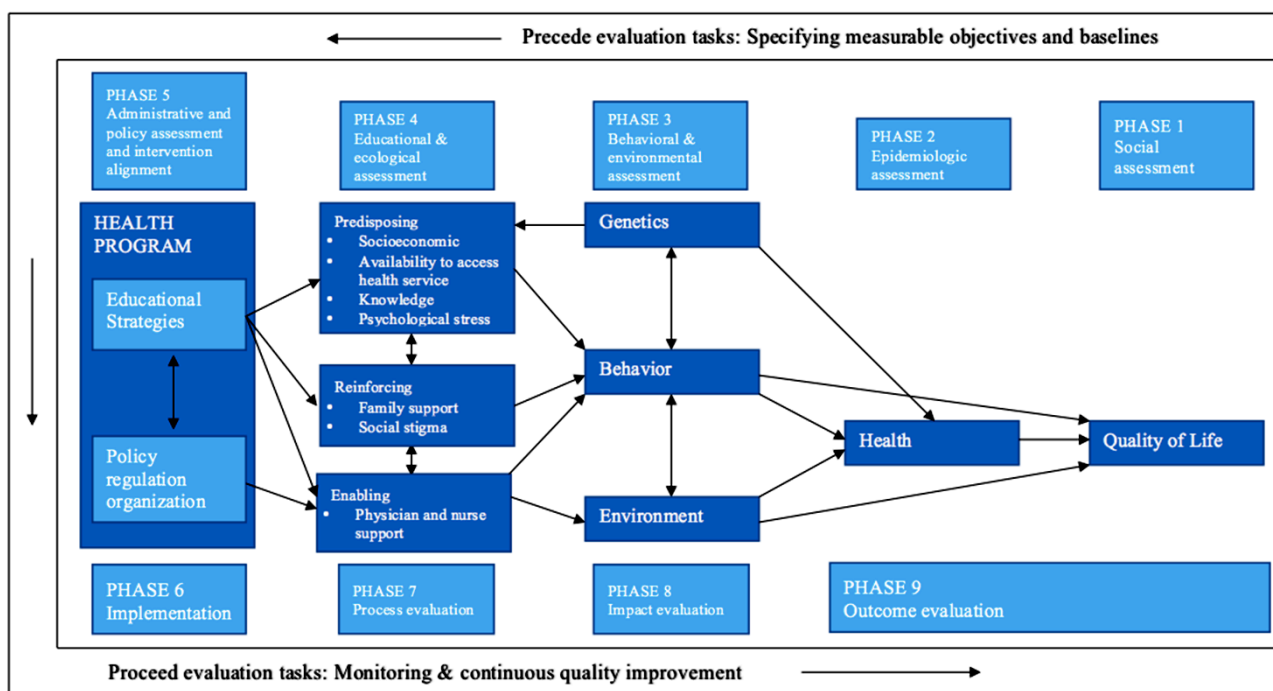 Precede evaluation tasks: Specifying measurable objectives and baselines
PHASE 5
Administrative and
policy assessment
and intervention
alignment
PHASE 4
Educational &
ecological
assessment
PHASE 3
Behavioral &
environmental
assessment
PHASE 2
Epidemiologic
assessment
PHASE 1
Social
assessment
HEALTH
PROGRAM
Educational
Strategies
Policy
regulation
organization
Predisposing
• Socioeconomic
• Availability to access
health service
• Knowledge
• Psychological stress
Reinforcing
• Family support
• Social stigma
Enabling
• Physician and nurse
support
Genetics
Behavior
Environment
Health
Quality of Life
PHASE 6
Implementation
PHASE 7
Process evaluation
PHASE 8
Impact evaluation
PHASE 9
Outcome evaluation
Proceed evaluation tasks: Monitoring & continuous quality improvement